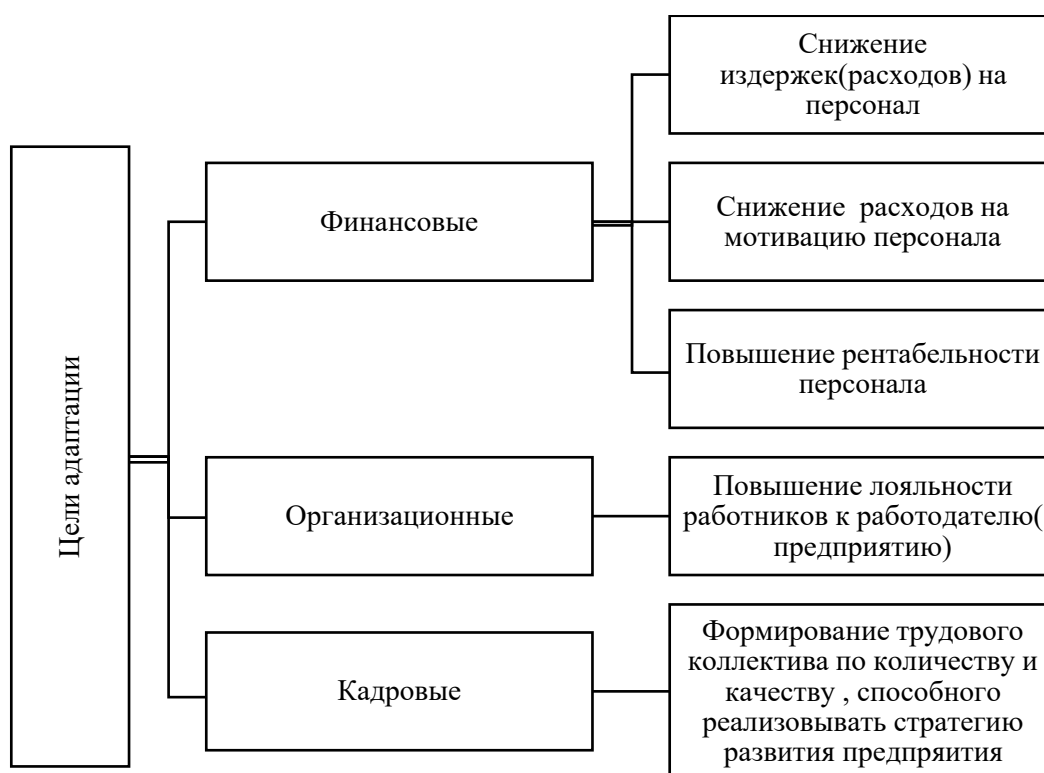 Цели адаптации
Финансовые
Снижение
издержек(расходов) на
персонал
Снижение  расходов на
мотивацию персонала
Повышение рентабельности
персонала
Организационные
Повышение лояльности
работников к работодателю(
предприятию)
Кадровые
Формирование трудового
коллектива по количеству и
качеству , способного
реализовывать стратегию
развития предпряития